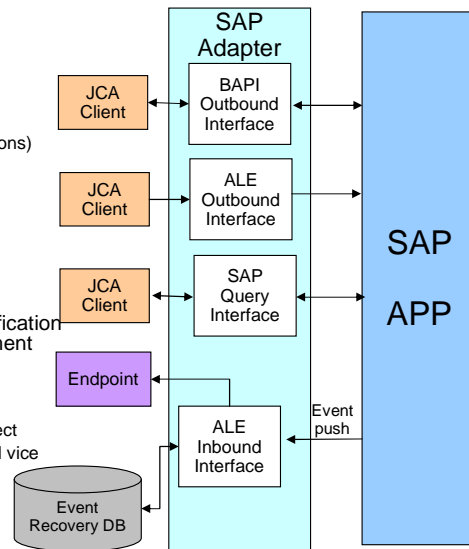 SAP
Adapter
JCA
Client
BAPI
Outbound
Interface
ons)
JCA
Client
ALE
Outbound
Interface
SAP
APP
JCA
Client
SAP
Query
Interface
fication
ment
Endpoint
ALE
Inbound
Interface
Event
push
ect
l vice
Event
Recovery DB